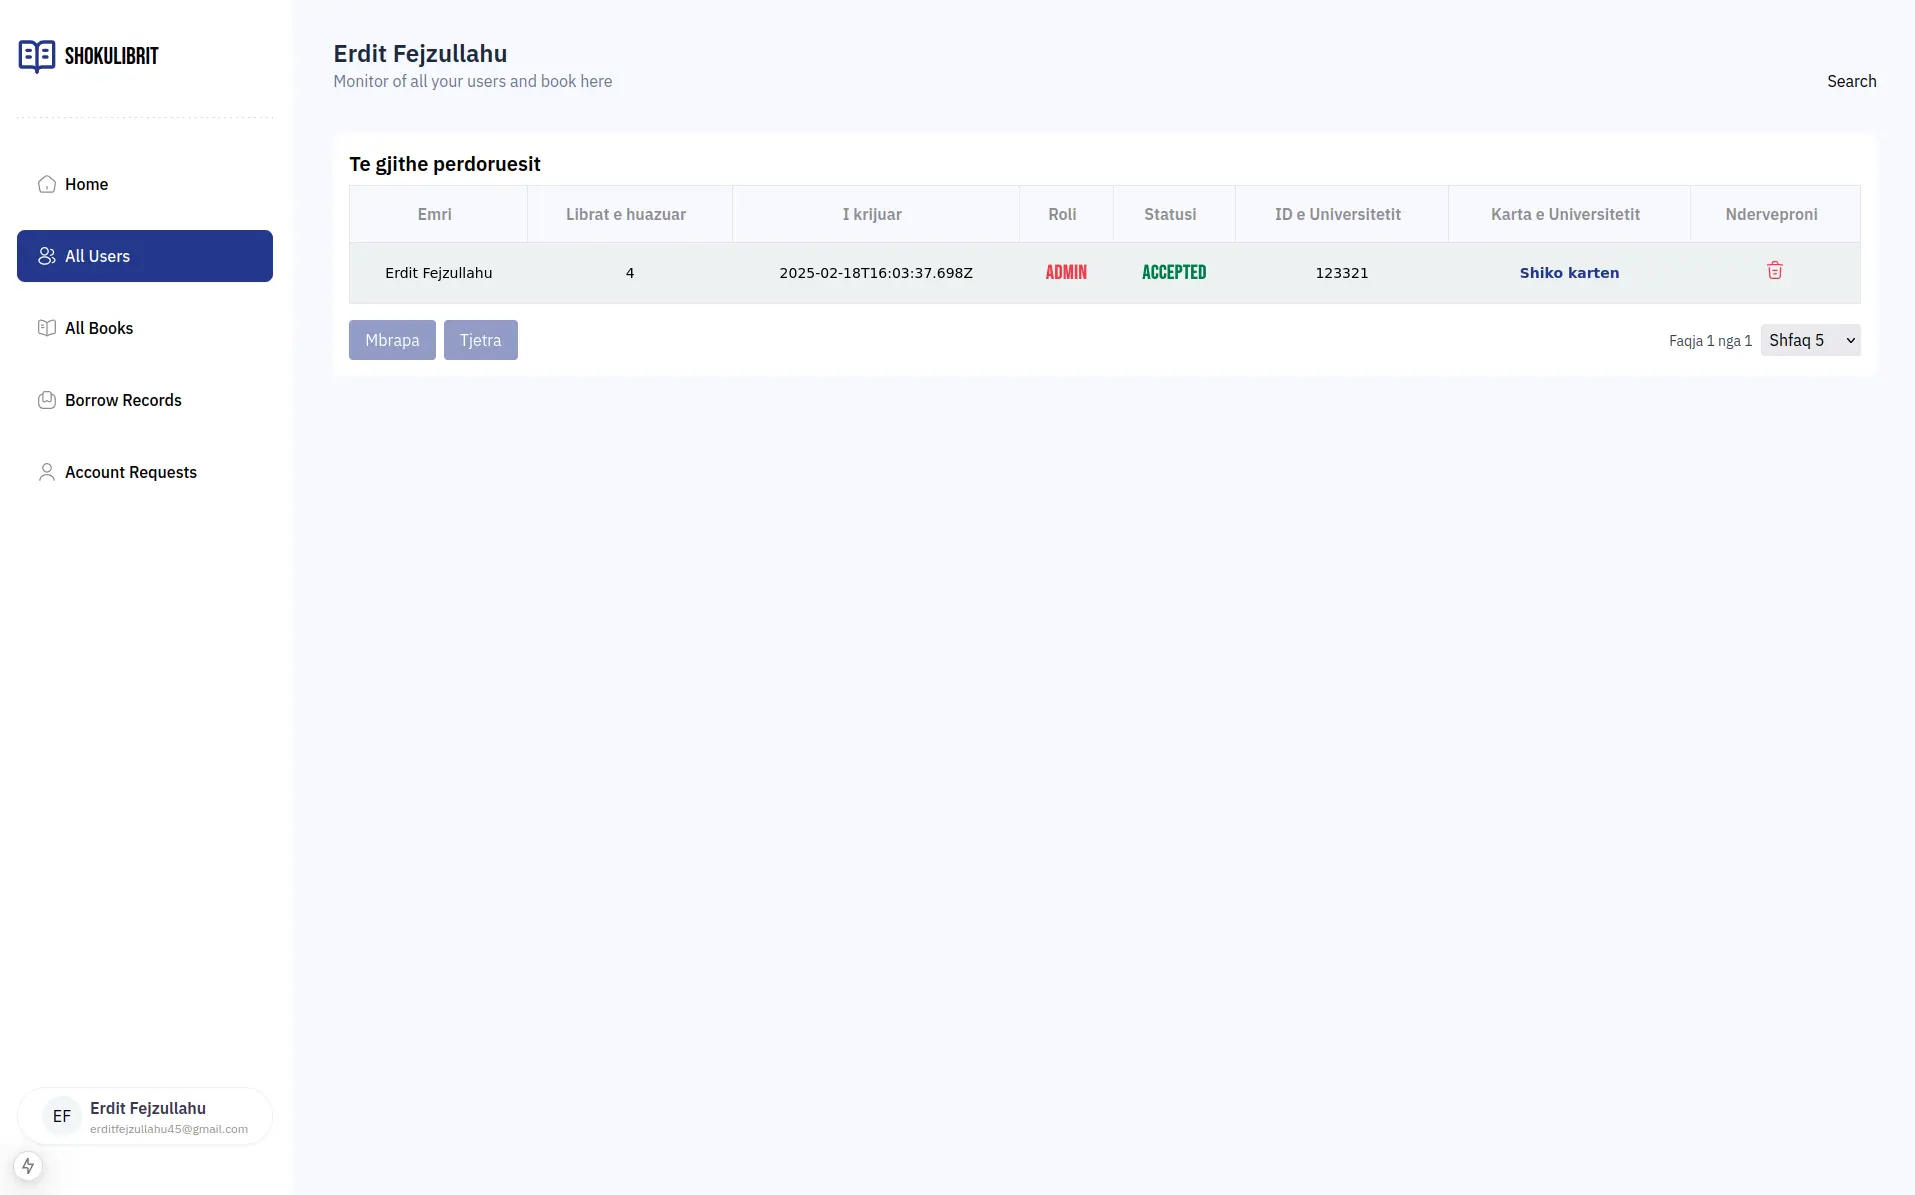 SHOKULIBRIT
Home
All Users
All Books
Borrow Records
Account Requests
EF
Erdit Fejzullahu
erditfejzullahu45@gmail.com
Erdit Fejzullahu
Monitor of all your users and book here
Search
Te gjithe perdoruesit
Emri Librat e huazuar I krijuar Roli Statusi ID e Universitetit Karta e Universitetit Nderveproni
Erdit Fejzullahu 4 2025-02-18T16:03:37.698Z ADMIN ACCEPTED 123321 Shiko karten
Mbrapa Tjetra Faqja 1 nga 1 Shfaq 5